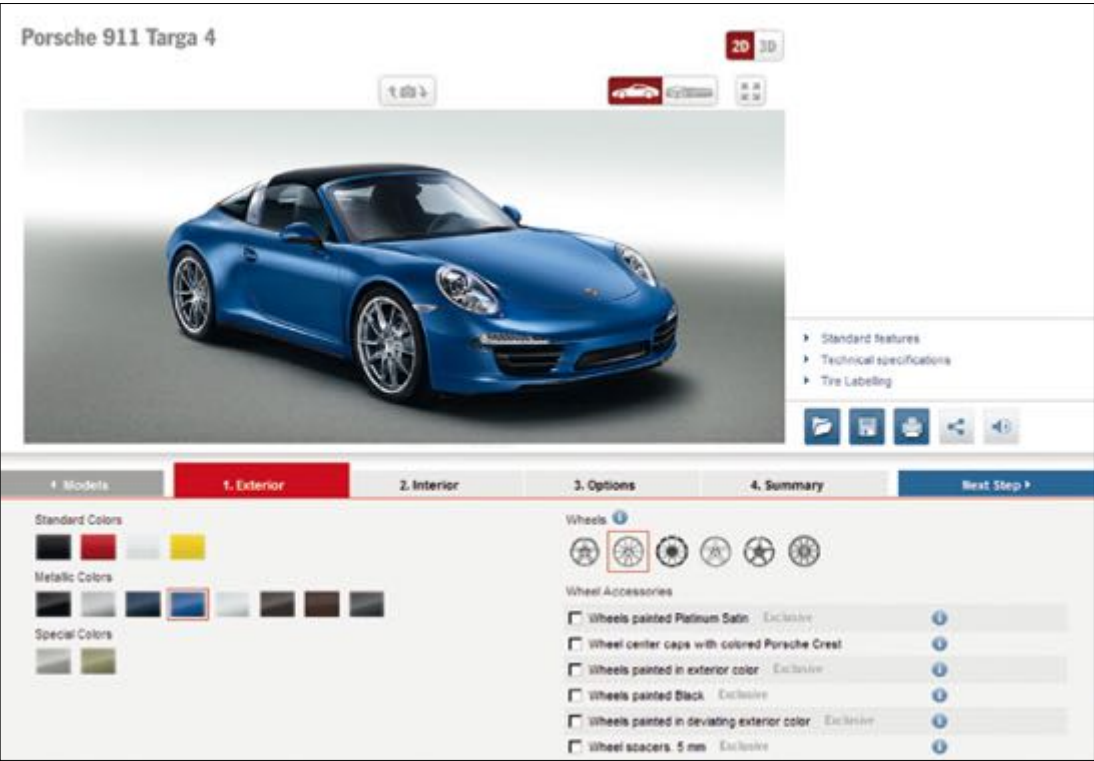 Porsche 911 Targa 4
2D 3D
Standard features
Technical specifications
Tire Labelling
Models
1. Exterior
2. Interior
3. Options
4. Summary
Next Step
Standard Colors
Metallic Colors
Special Colors
Wheels
Wheel Accessories
Wheels painted Platinum Satin Exclusive
Wheel center caps with colored Porsche Crest
Wheels painted in exterior color Exclusive
Wheels painted Black Exclusive
Wheels painted in deviating exterior color Exclusive
Wheel spacers. 5 mm Exclusive